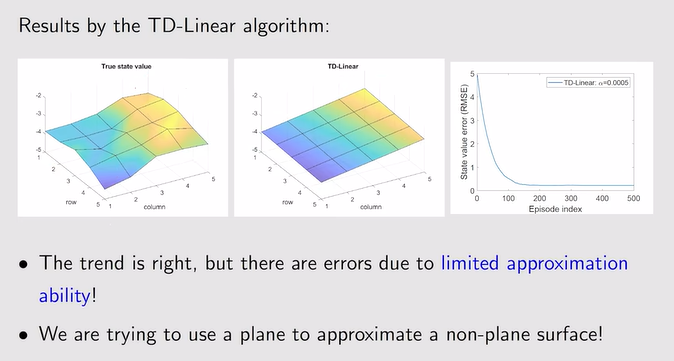 Results by the TD-Linear algorithm:
True state value
-2
-3
-4
-5
1
2
3
4
5
row
1
2
3
4
5
column
TD-Linear
-2
-3
-4
-5
1
2
3
4
5
row
1
2
3
4
5
column
5
4
3
2
1
0
0 100 200 300 400 500
State value error (RMSE)
Episode index
TD-Linear: α=0.0005
• The trend is right, but there are errors due to limited approximation
ability!
• We are trying to use a plane to approximate a non-plane surface!